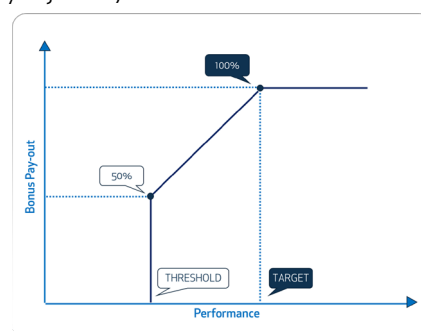 100%
50%
Bonus Pay-out
THRESHOLD
TARGET
Performance